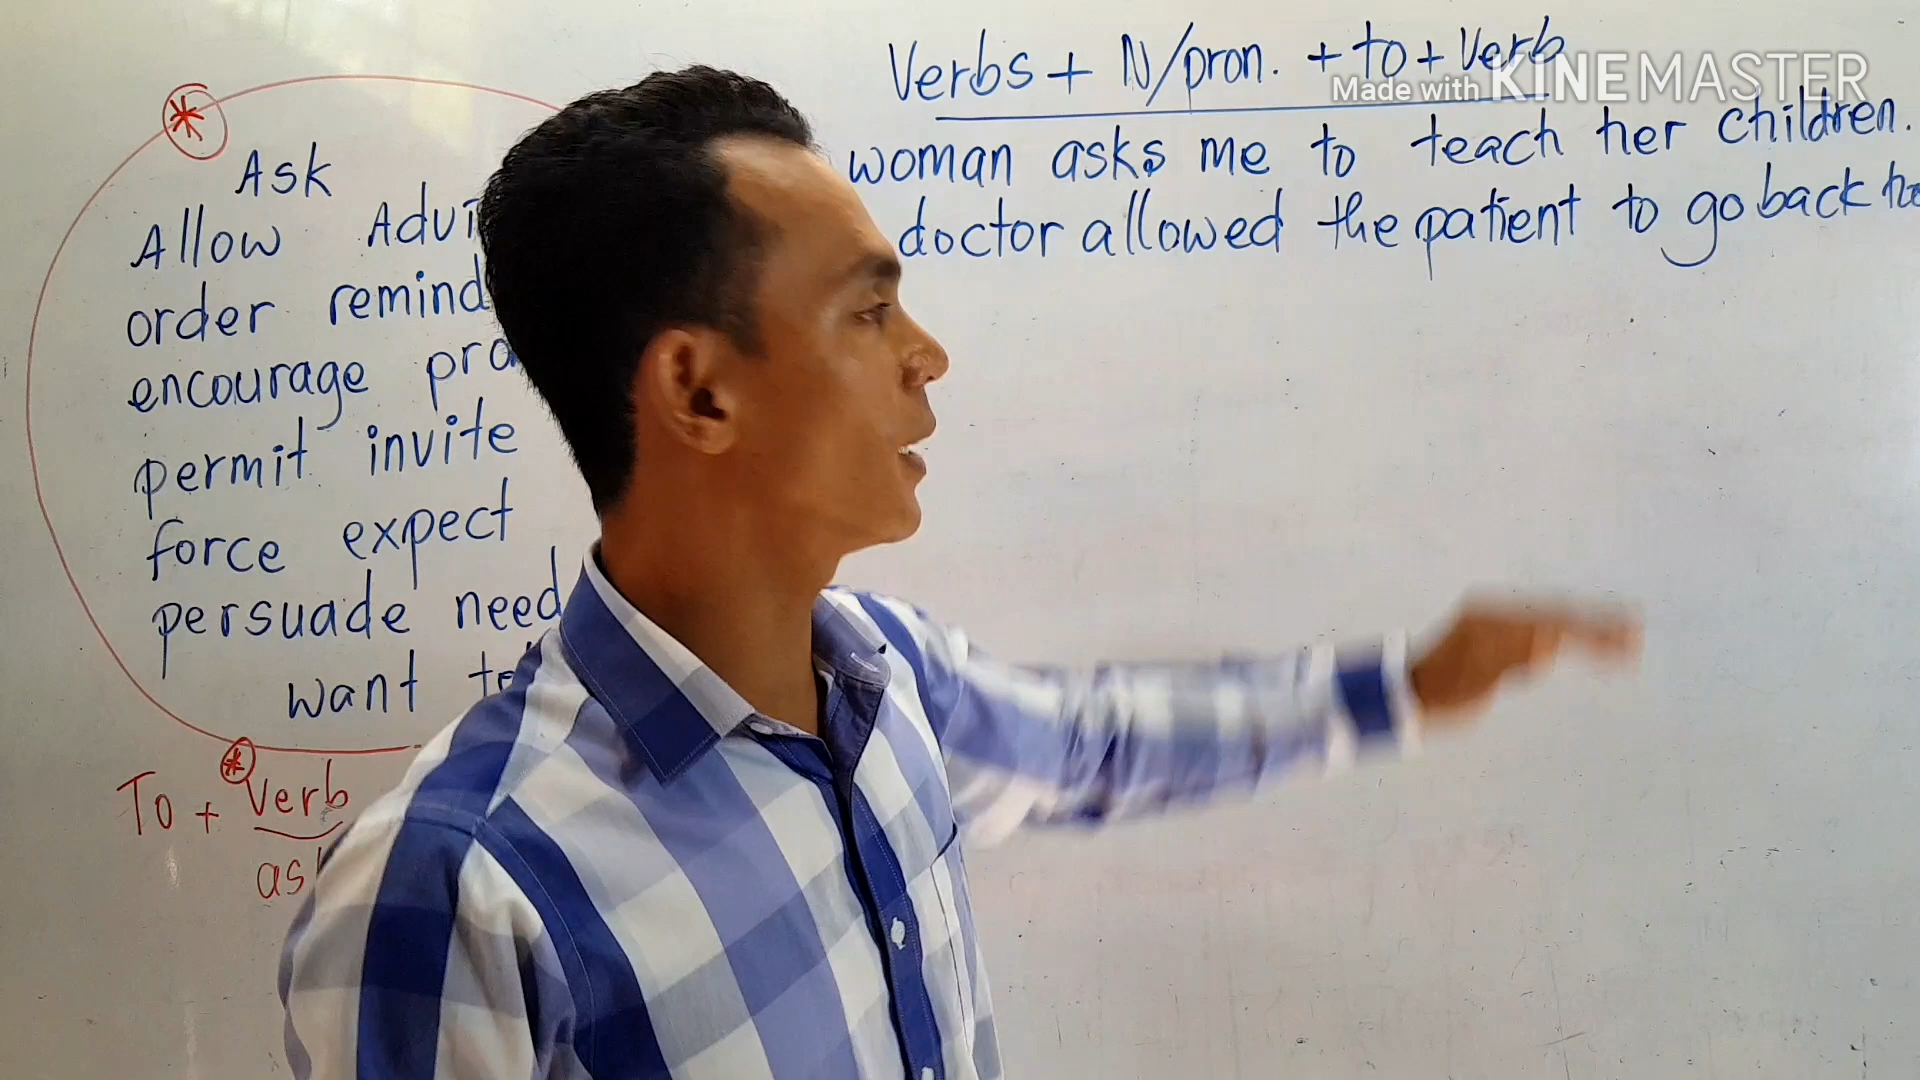 Verbs + N/pron. + to + Verb
Made with KINEMASTER
woman asks me to teach her children.
doctor allowed the patient to go back
*
Ask
Allow
order remind
encourage
permit invite
force expect
persuade need
want
*
To + Verb